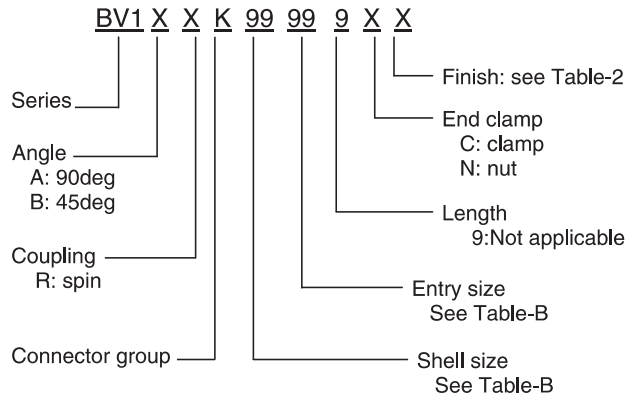 BV1 X X K 99 99 9 X X
Series
Angle
A: 90deg
B: 45deg
Coupling
R: spin
Connector group
Finish: see Table-2
End clamp
C: clamp
N: nut
Length
9:Not applicable
Entry size
See Table-B
Shell size
See Table-B